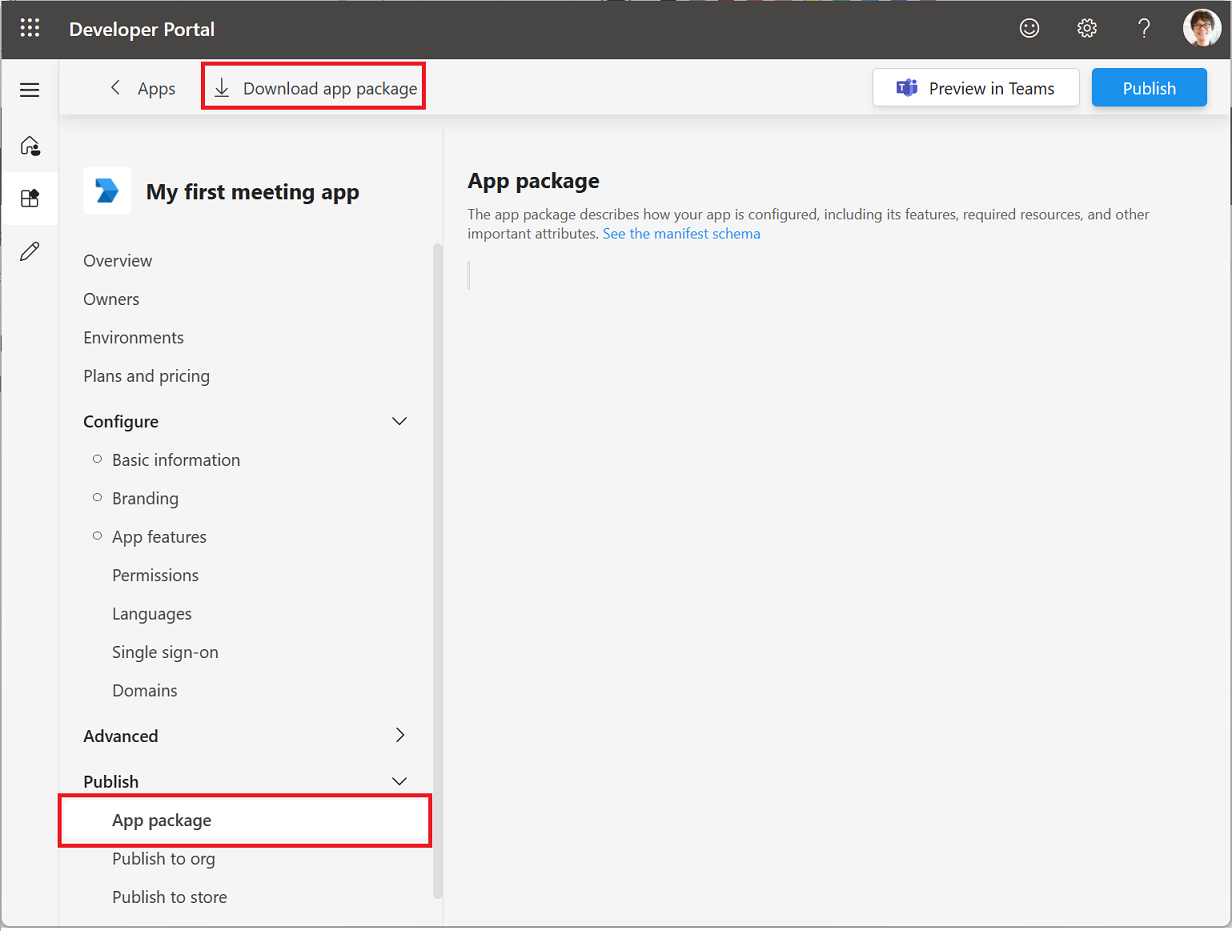 Developer Portal
?
Apps
Download app package
Preview in Teams
Publish
My first meeting app
Overview
Owners
Environments
Plans and pricing
Configure
Basic information
Branding
App features
Permissions
Languages
Single sign-on
Domains
Advanced
Publish
App package
Publish to org
Publish to store
App package
The app package describes how your app is configured, including its features, required resources, and other
important attributes. See the manifest schema